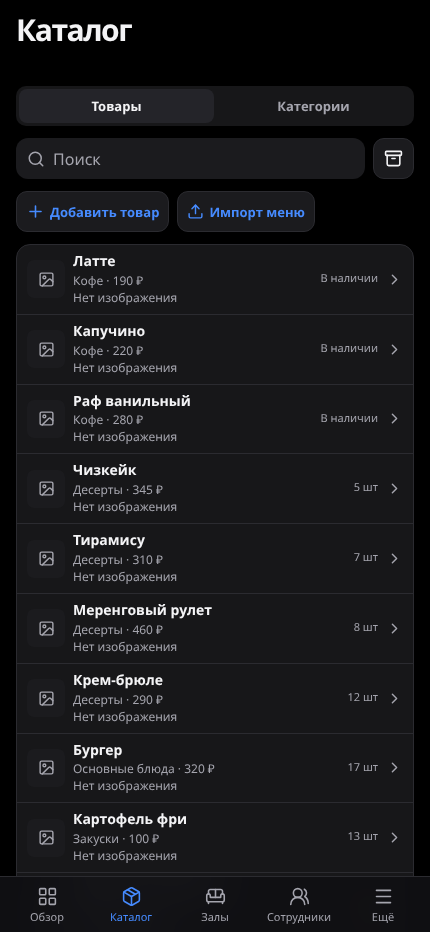 Каталог
Товары
Категории
Поиск
Добавить товар
Импорт меню
Латте
Кофе · 190 ₽
Нет изображения
В наличии
Капучино
Кофе · 220 ₽
Нет изображения
В наличии
Раф ванильный
Кофе · 280 ₽
Нет изображения
В наличии
Чизкейк
Десерты · 345 ₽
Нет изображения
5 шт
Тирамису
Десерты · 310 ₽
Нет изображения
7 шт
Меренговый рулет
Десерты · 460 ₽
Нет изображения
8 шт
Крем-брюле
Десерты · 290 ₽
Нет изображения
12 шт
Бургер
Основные блюда · 320 ₽
Нет изображения
17 шт
Картофель фри
Закуски · 100 ₽
Нет изображения
13 шт
Обзор
Каталог
Залы
Сотрудники
Ещё